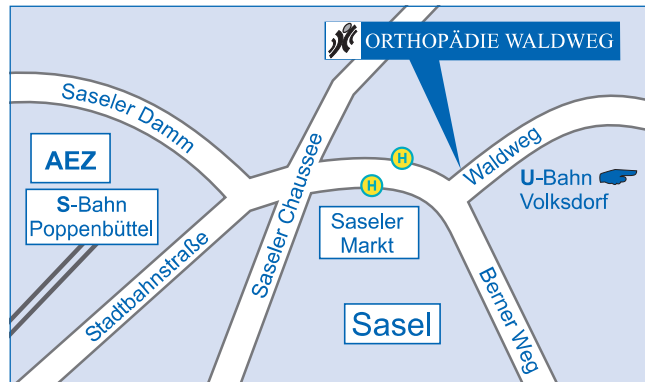 ORTHOPÄDIE WALDWEG
Saseler Damm
AEZ
S-Bahn
Poppenbüttel
Stadtbahnstraße
Saseler Chaussee
H
H
Saseler
Markt
Waldweg
U-Bahn
Volksdorf
Berner Weg
Sasel